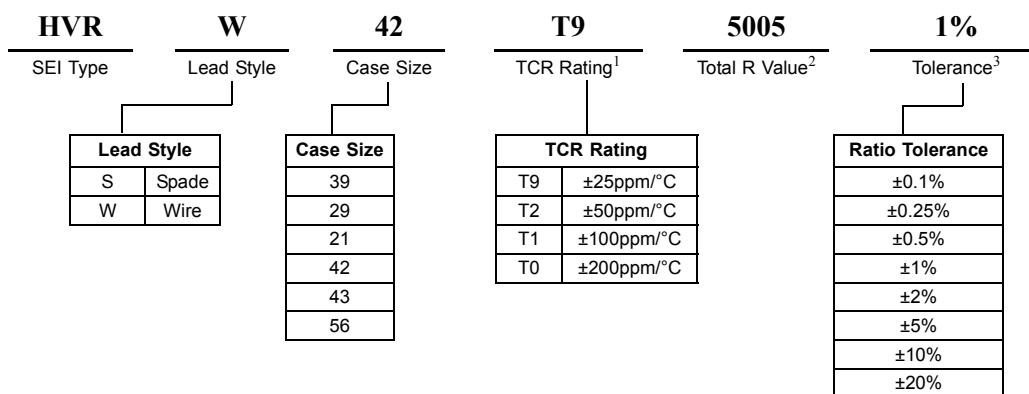 HVR W 42 T9 5005 1%
SEI Type Lead Style Case Size TCR Rating1 Total R Value2 Tolerance3
Lead Style
S Spade
W Wire
Case Size
39
29
21
42
43
56
TCR Rating
T9 ±25ppm/°C
T2 ±50ppm/°C
T1 ±100ppm/°C
T0 ±200ppm/°C
Ratio Tolerance
±0.1%
±0.25%
±0.5%
±1%
±2%
±5%
±10%
±20%